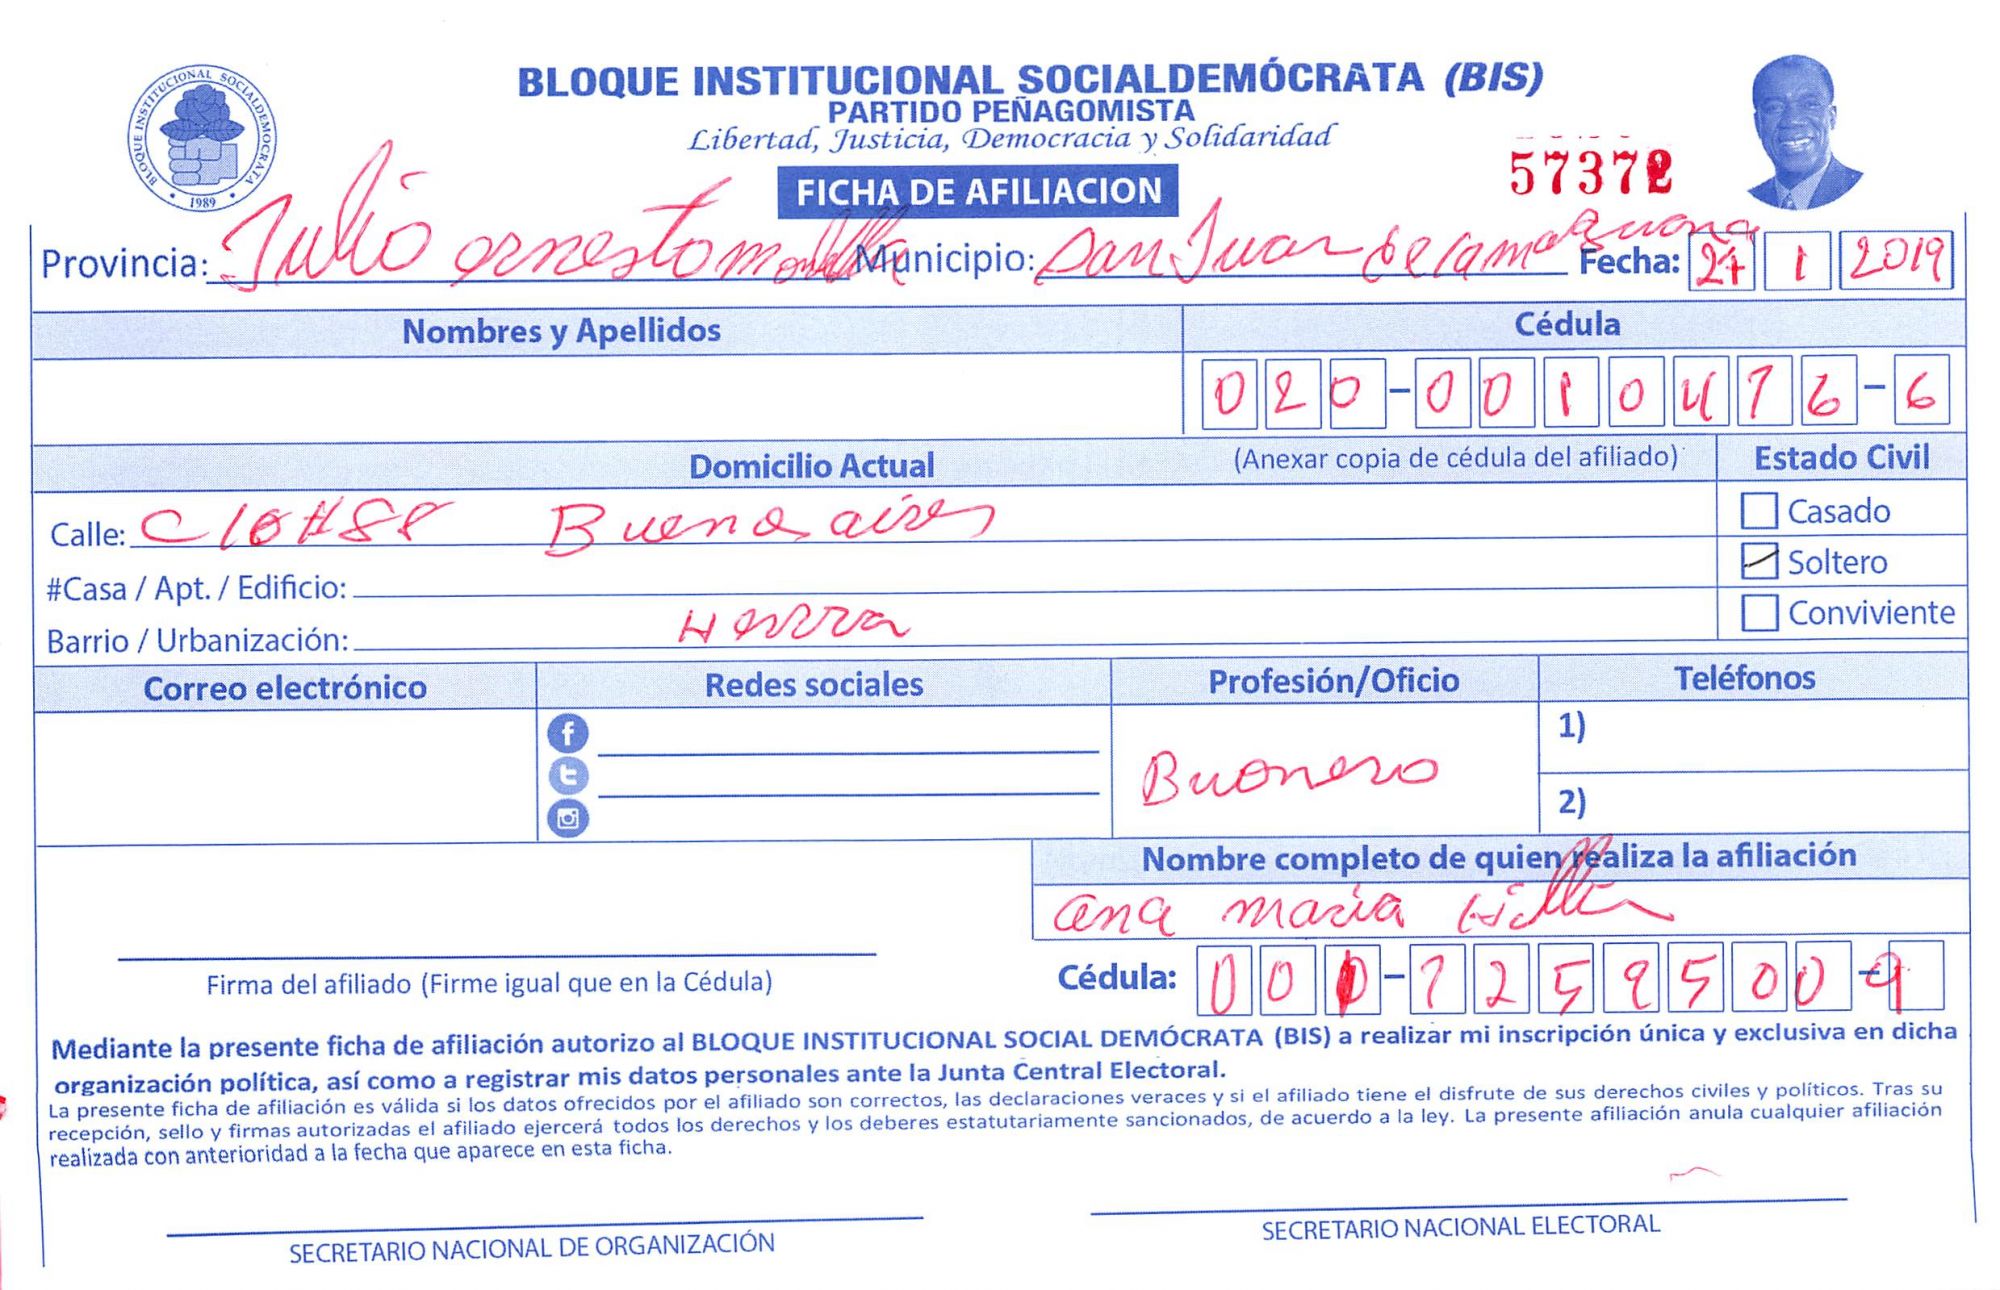 BLOQUE INSTITUCIONAL SOCIALDEMOCRATA
1989
BLOQUE INSTITUCIONAL SOCIALDEMÓCRATA (BIS)
PARTIDO PEÑAGOMISTA
Libertad, Justicia, Democracia y Solidaridad
57372
FICHA DE AFILIACION
Provincia: Julio ernesto Municipio: San Juan de la maguana Fecha: 24 1 2019
Nombres y Apellidos Cédula
020-0010476-6
Domicilio Actual (Anexar copia de cédula del afiliado) Estado Civil
Calle: C 16 #88 Buenos aires
Casado
#Casa / Apt. / Edificio:
Soltero
Barrio / Urbanización: Herrra
Conviviente
Correo electrónico Redes sociales Profesión/Oficio Teléfonos
1)
Buonero
2)
Nombre completo de quien realiza la afiliación
ana maria
Cédula: 001-1259500-9
Firma del afiliado (Firme igual que en la Cédula)
Mediante la presente ficha de afiliación autorizo al BLOQUE INSTITUCIONAL SOCIAL DEMÓCRATA (BIS) a realizar mi inscripción única y exclusiva en dicha
organización política, así como a registrar mis datos personales ante la Junta Central Electoral.
La presente ficha de afiliación es válida si los datos ofrecidos por el afiliado son correctos, las declaraciones veraces y si el afiliado tiene el disfrute de sus derechos civiles y políticos. Tras su
recepción, sello y firmas autorizadas el afiliado ejercerá todos los derechos y los deberes estatutariamente sancionados, de acuerdo a la ley. La presente afiliación anula cualquier afiliación
realizada con anterioridad a la fecha que aparece en esta ficha.
SECRETARIO NACIONAL DE ORGANIZACIÓN SECRETARIO NACIONAL ELECTORAL